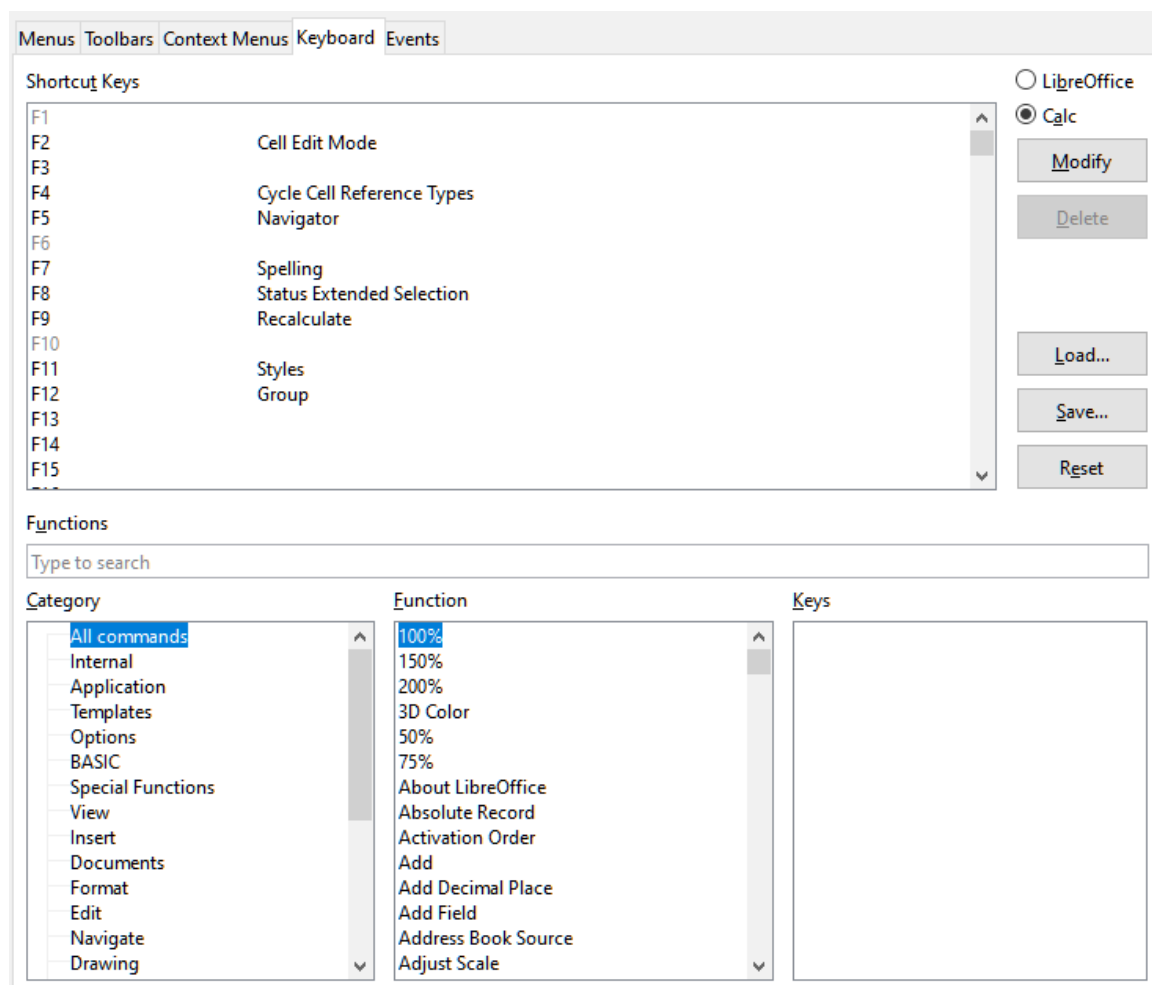 Menus Toolbars Context Menus Keyboard Events
Shortcut Keys
LibreOffice
Calc
Modify
Delete
Load...
Save...
Reset
F1
F2 Cell Edit Mode
F3
F4 Cycle Cell Reference Types
F5 Navigator
F6
F7 Spelling
F8 Status Extended Selection
F9 Recalculate
F10
F11 Styles
F12 Group
F13
F14
F15
Functions
Type to search
Category
All commands
Internal
Application
Templates
Options
BASIC
Special Functions
View
Insert
Documents
Format
Edit
Navigate
Drawing
Function
100%
150%
200%
3D Color
50%
75%
About LibreOffice
Absolute Record
Activation Order
Add
Add Decimal Place
Add Field
Address Book Source
Adjust Scale
Keys